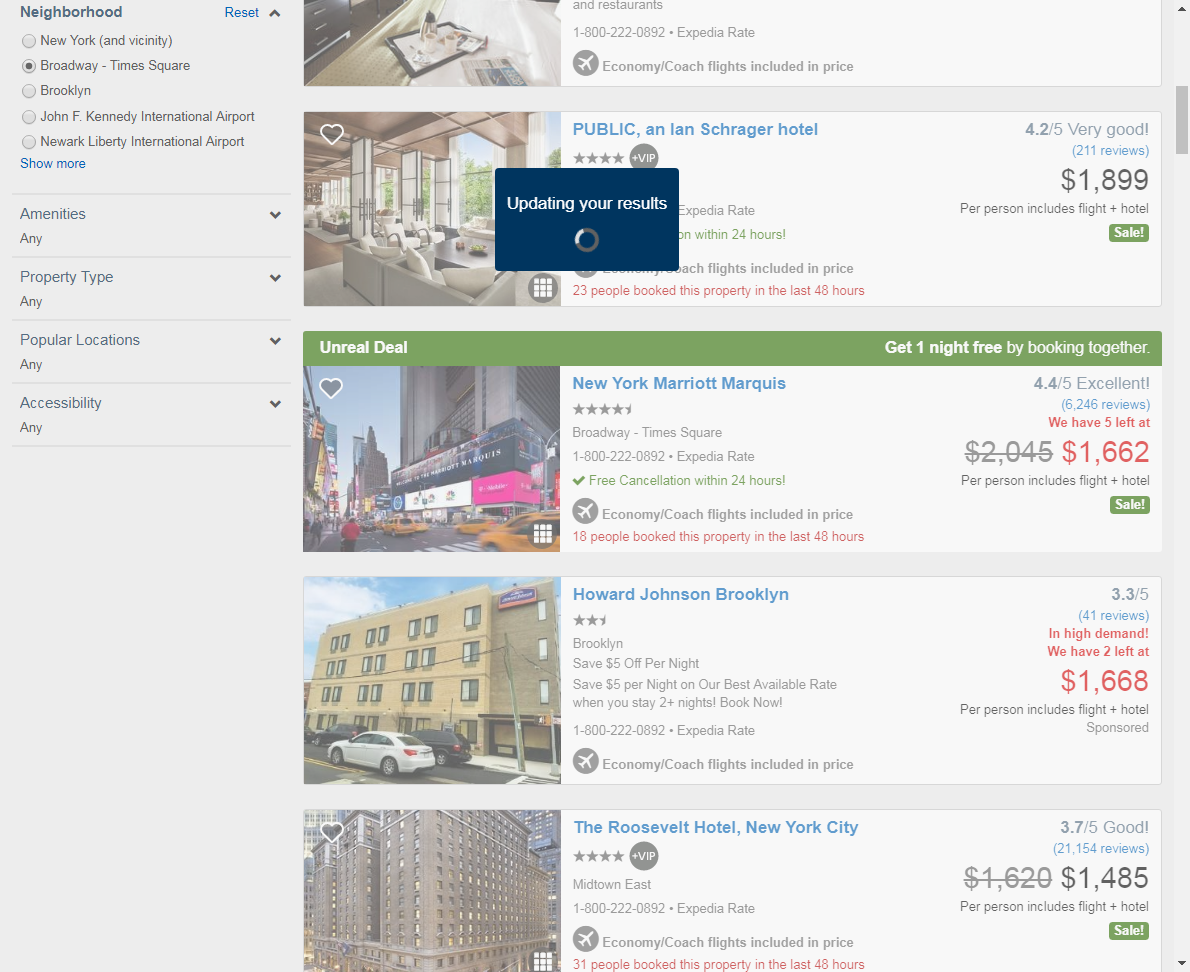 Neighborhood
Reset
New York (and vicinity)
Broadway - Times Square
Brooklyn
John F. Kennedy International Airport
Newark Liberty International Airport
Show more
Amenities
Any
Property Type
Any
Popular Locations
Any
Accessibility
Any
and restaurants
1-800-222-0892 • Expedia Rate
Economy/Coach flights included in price
PUBLIC, an Ian Schrager hotel
+VIP
4.2/5 Very good!
(211 reviews)
$1,899
Per person includes flight + hotel
Sale!
Updating your results
Expedia Rate
within 24 hours!
flights included in price
23 people booked this property in the last 48 hours
Unreal Deal
Get 1 night free by booking together.
WELCOME TO THE MARRIOTT MARQUIS
T-Mobile
New York Marriott Marquis
Broadway - Times Square
1-800-222-0892 • Expedia Rate
Free Cancellation within 24 hours!
Economy/Coach flights included in price
18 people booked this property in the last 48 hours
4.4/5 Excellent!
(6,246 reviews)
We have 5 left at
$2,045 $1,662
Per person includes flight + hotel
Sale!
Howard Johnson Brooklyn
Brooklyn
Save $5 Off Per Night
Save $5 per Night on Our Best Available Rate
when you stay 2+ nights! Book Now!
1-800-222-0892 • Expedia Rate
Economy/Coach flights included in price
3.3/5
(41 reviews)
In high demand!
We have 2 left at
$1,668
Per person includes flight + hotel
Sponsored
The Roosevelt Hotel, New York City
+VIP
Midtown East
1-800-222-0892 • Expedia Rate
Economy/Coach flights included in price
31 people booked this property in the last 48 hours
3.7/5 Good!
(21,154 reviews)
$1,620 $1,485
Per person includes flight + hotel
Sale!